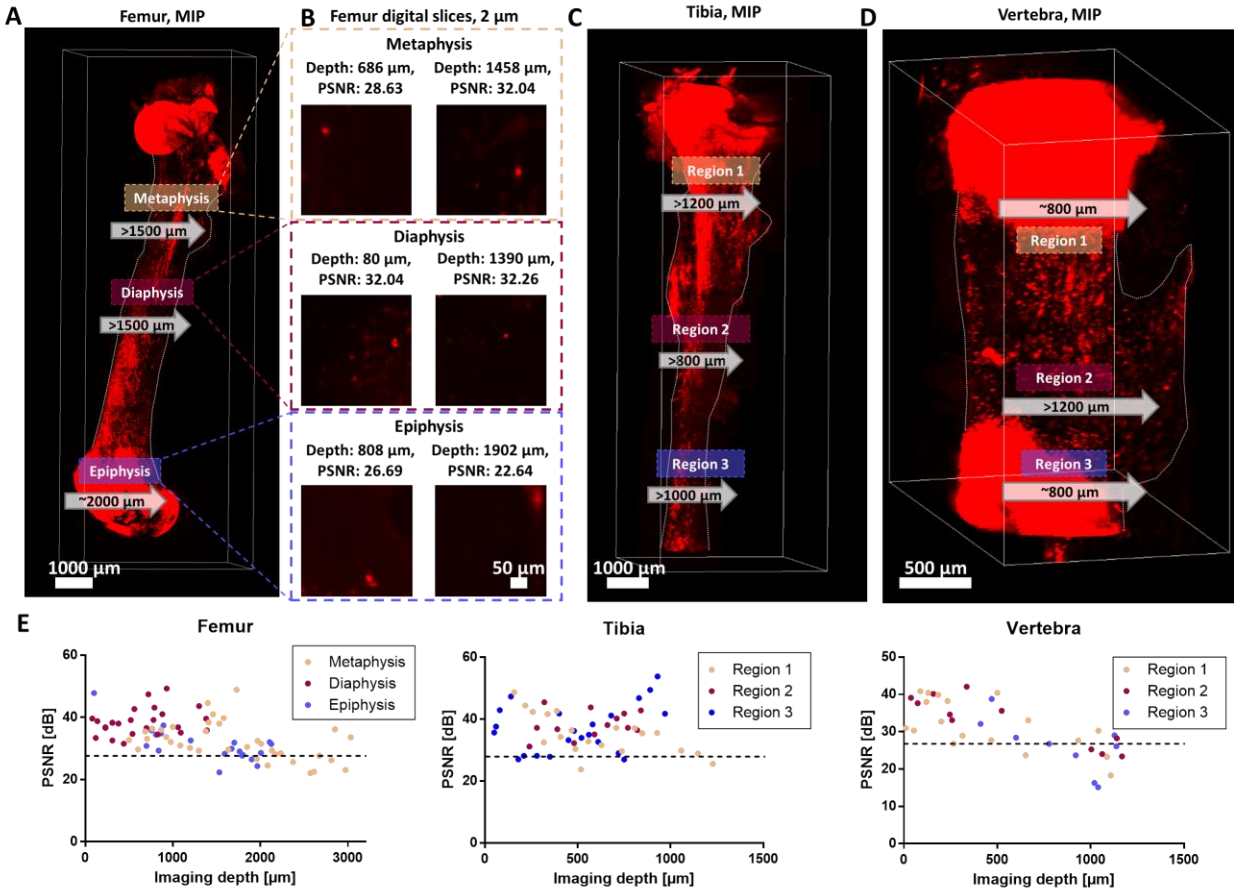 A
Femur, MIP
Metaphysis
>1500 µm
Diaphysis
>1500 µm
Epiphysis
~2000 µm
1000 µm
B
Femur digital slices, 2 µm
Metaphysis
Depth: 686 µm,
PSNR: 28.63
Depth: 1458 µm,
PSNR: 32.04
Diaphysis
Depth: 80 µm,
PSNR: 32.04
Depth: 1390 µm,
PSNR: 32.26
Epiphysis
Depth: 808 µm,
PSNR: 26.69
Depth: 1902 µm,
PSNR: 22.64
50 µm
C
Tibia, MIP
Region 1
>1200 µm
Region 2
>800 µm
Region 3
>1000 µm
1000 µm
D
Vertebra, MIP
~800 µm
Region 1
Region 2
>1200 µm
Region 3
~800 µm
500 µm
E
Femur
Metaphysis
Diaphysis
Epiphysis
PSNR [dB]
60
40
20
0
0 1000 2000 3000
Imaging depth [µm]
Tibia
Region 1
Region 2
Region 3
PSNR [dB]
60
40
20
0
0 500 1000 1500
Imaging depth [µm]
Vertebra
Region 1
Region 2
Region 3
PSNR [dB]
50
40
30
20
10
0
0 500 1000 1500
Imaging depth [µm]